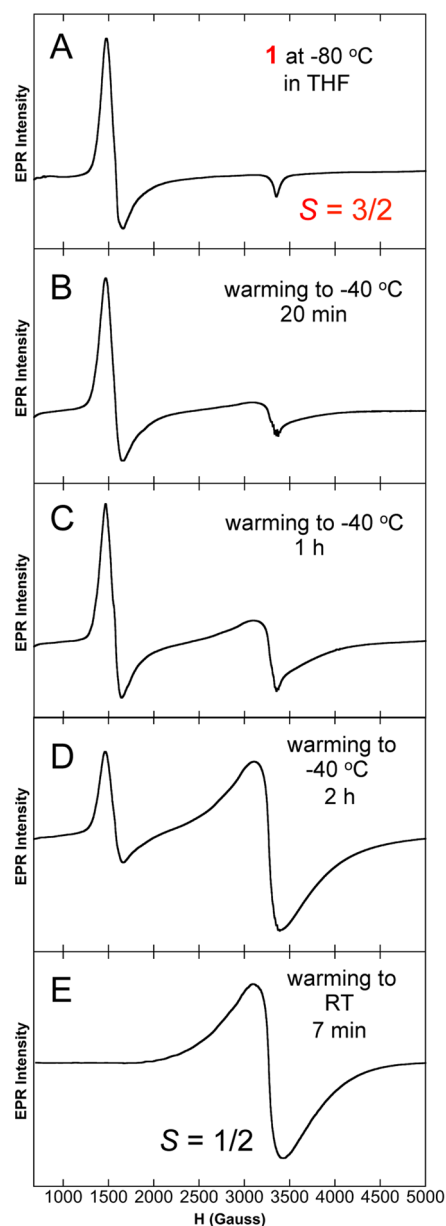 A
1 at -80 °C
in THF
S = 3/2
EPR Intensity
B
warming to -40 °C
20 min
EPR Intensity
C
warming to -40 °C
1 h
EPR Intensity
D
warming to
-40 °C
2 h
EPR Intensity
E
warming to
RT
7 min
S = 1/2
EPR Intensity
1000 1500 2000 2500 3000 3500 4000 4500 5000
H (Gauss)